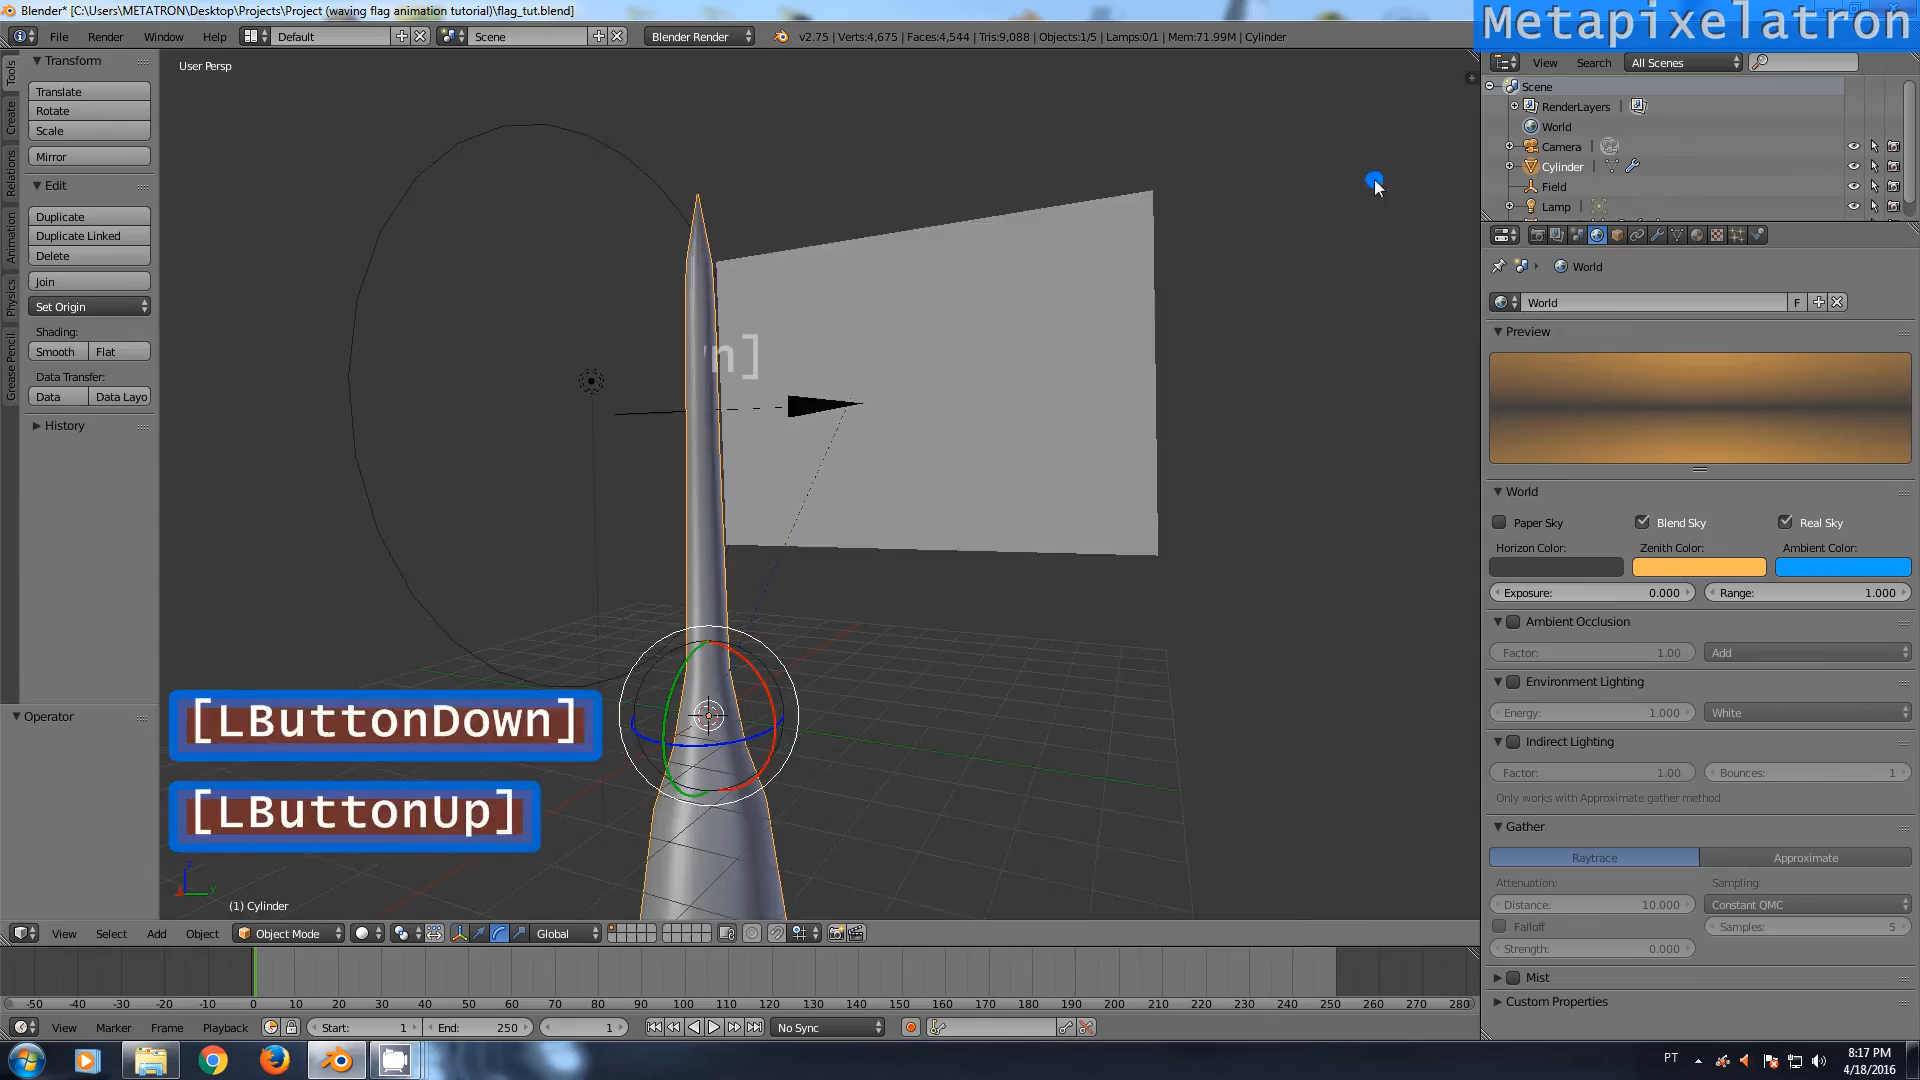 Blender* [C:\Users\METATRON\Desktop\Projects\Project (waving flag animation tutorial)\flag_tut.blend]
Metapixelatron
File Render Window Help Default Scene Blender Render v2.75 | Verts:4,675 | Faces:4,544 | Tris:9,088 | Objects:1/5 | Lamps:0/1 | Mem:71.99M | Cylinder
View Search All Scenes
Transform
User Persp
Scene
Tools
Translate
RenderLayers
Rotate
Create
World
Scale
Camera
Mirror
Relations
Cylinder
Edit
Field
Duplicate
Lamp
Animation
Duplicate Linked
Delete
World
Join
Physics
Set Origin
World F
Shading:
Preview
Smooth Flat
Grease Pencil
n]
Data Transfer:
Data Data Layo
History
World
Paper Sky Blend Sky Real Sky
Horizon Color: Zenith Color: Ambient Color:
Exposure: 0.000 Range: 1.000
Ambient Occlusion
Factor: 1.00 Add
Environment Lighting
Energy: 1.000 White
Operator
[LButtonDown]
Indirect Lighting
Factor: 1.00 Bounces: 1
Only works with Approximate gather method
[LButtonUp]
Gather
Raytrace Approximate
Attenuation: Sampling:
z
y
Distance: 10.000 Constant QMC
(1) Cylinder
Falloff Samples: 5
View Select Add Object Object Mode Global
Strength: 0.000
Mist
-50 -40 -30 -20 -10 0 10 20 30 40 50 60 70 80 90 100 110 120 130 140 150 160 170 180 190 200 210 220 230 240 250 260 270 280
Custom Properties
View Marker Frame Playback Start: 1 End: 250 1 No Sync
PT
8:17 PM
4/18/2016